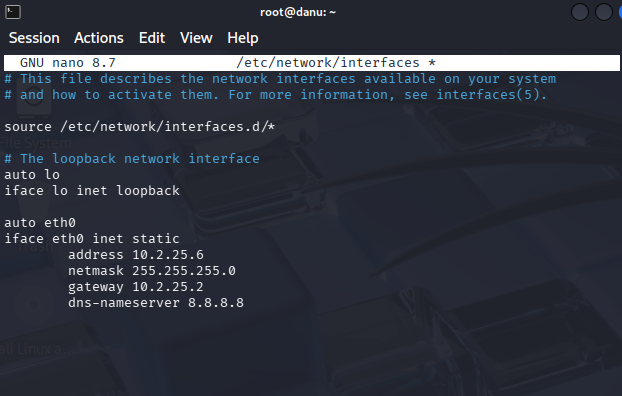 root@danu: ~
Session Actions Edit View Help
GNU nano 8.7 /etc/network/interfaces *
# This file describes the network interfaces available on your system
# and how to activate them. For more information, see interfaces(5).
source /etc/network/interfaces.d/*
# The loopback network interface
auto lo
iface lo inet loopback
auto eth0
iface eth0 inet static
address 10.2.25.6
netmask 255.255.255.0
gateway 10.2.25.2
dns-nameserver 8.8.8.8